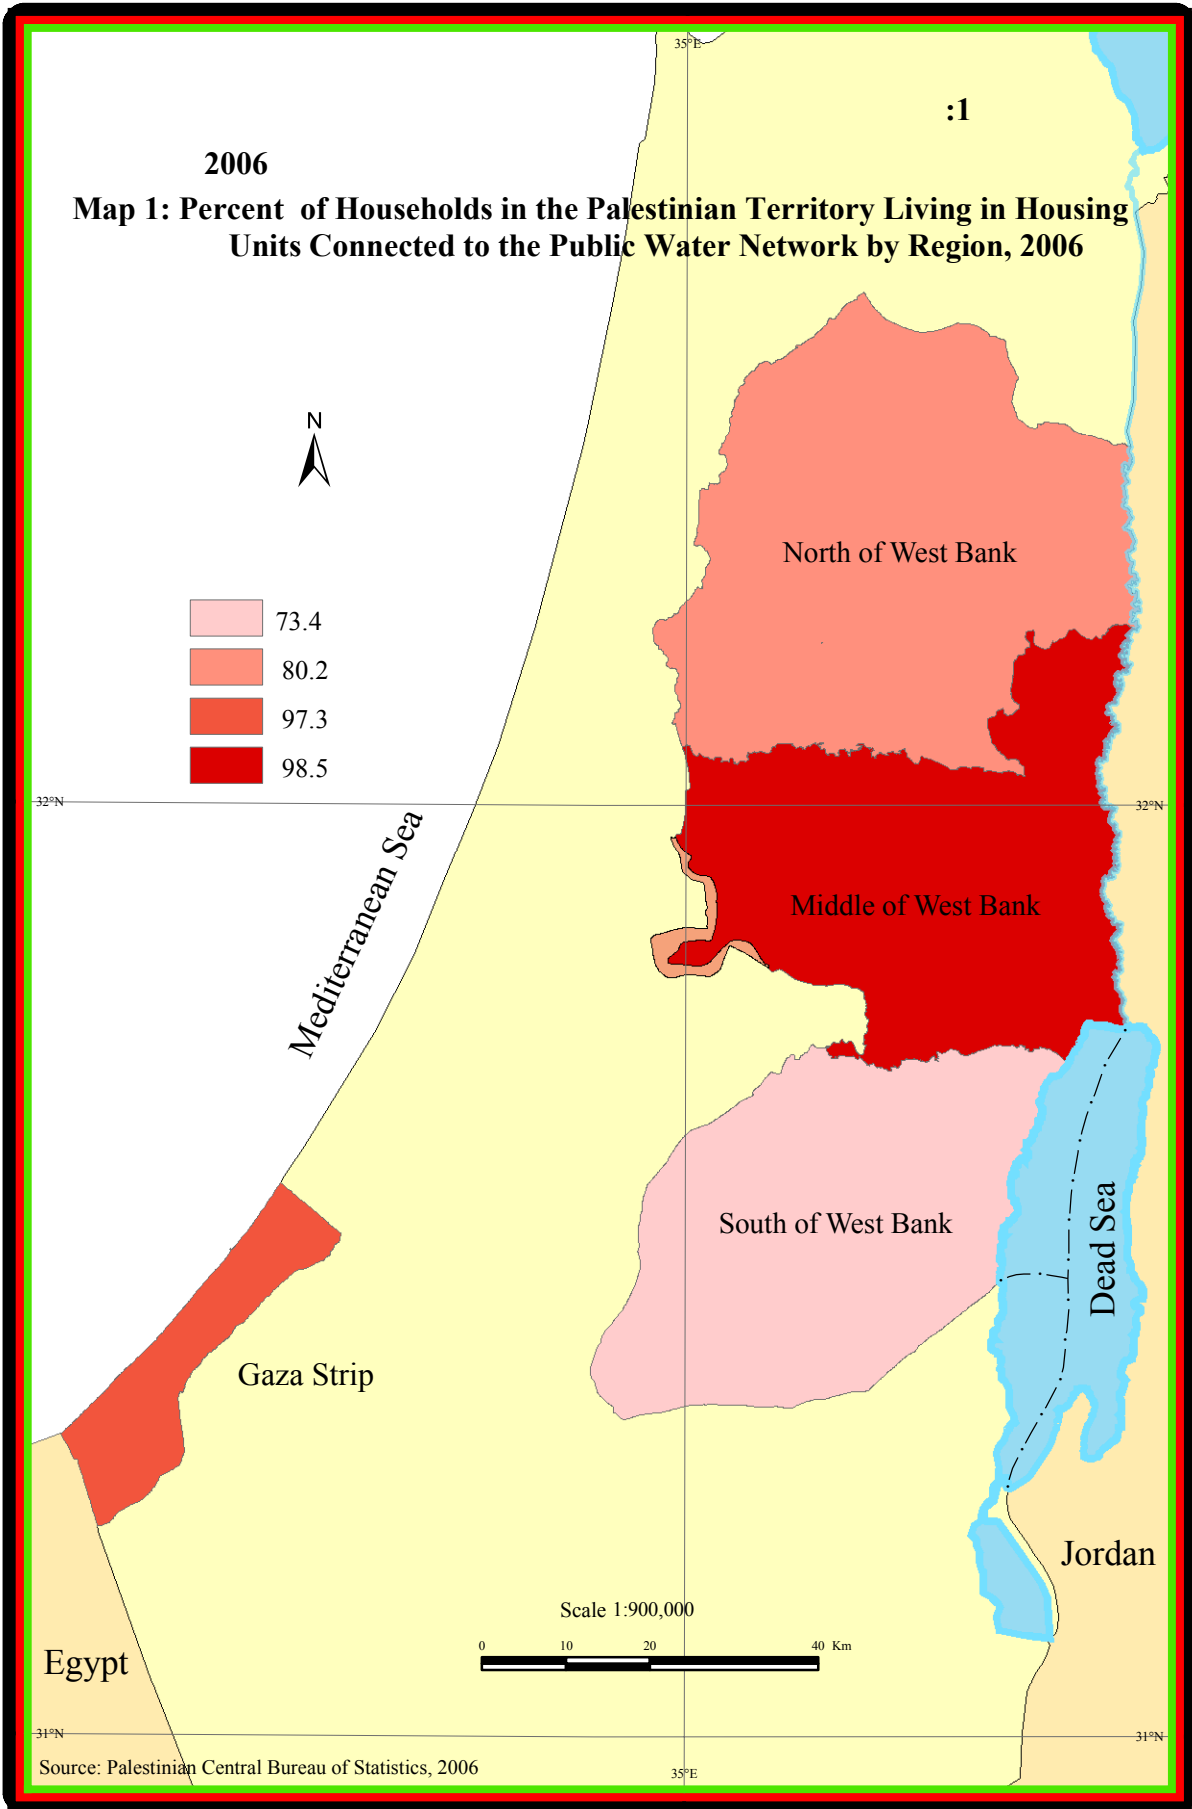 35°E
:1
2006
Map 1: Percent of Households in the Palestinian Territory Living in Housing
Units Connected to the Public Water Network by Region, 2006
N
North of West Bank
73.4
80.2
97.3
98.5
32°N
32°N
Mediterranean Sea
Middle of West Bank
South of West Bank
Dead Sea
Gaza Strip
Jordan
Scale 1:900,000
0 10 20 40 Km
Egypt
31°N
31°N
Source: Palestinian Central Bureau of Statistics, 2006
35°E